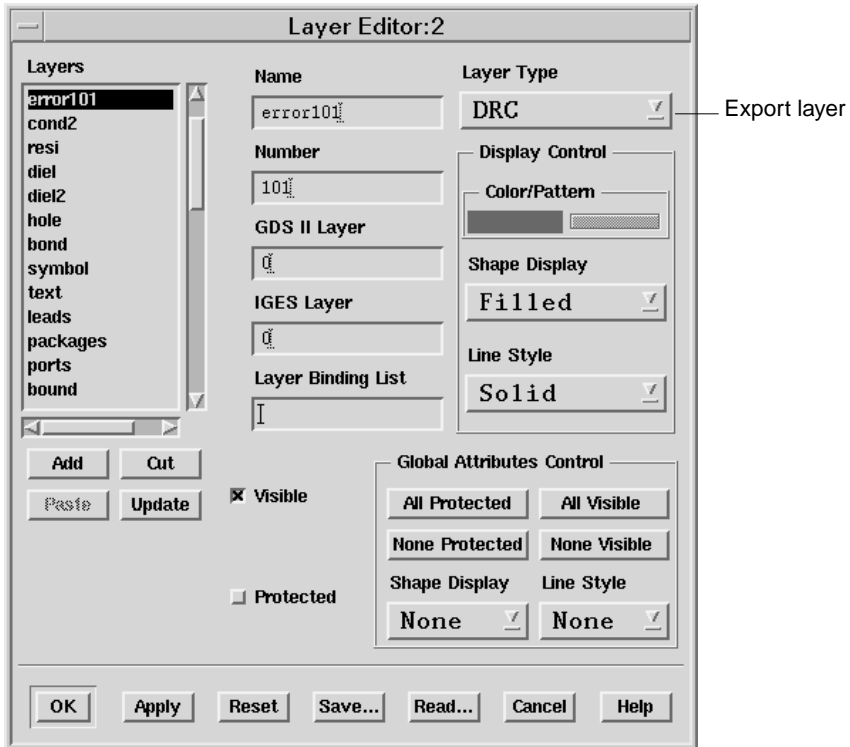 Layer Editor:2
Layers
error101
cond2
resi
diel
diel2
hole
bond
symbol
text
leads
packages
ports
bound
Add
Cut
Paste
Update
Name
error101
Number
101
GDS II Layer
0
IGES Layer
0
Layer Binding List
Visible
Protected
Layer Type
DRC
Export layer
Display Control
Color/Pattern
Shape Display
Filled
Line Style
Solid
Global Attributes Control
All Protected
All Visible
None Protected
None Visible
Shape Display
Line Style
None
None
OK
Apply
Reset
Save...
Read...
Cancel
Help